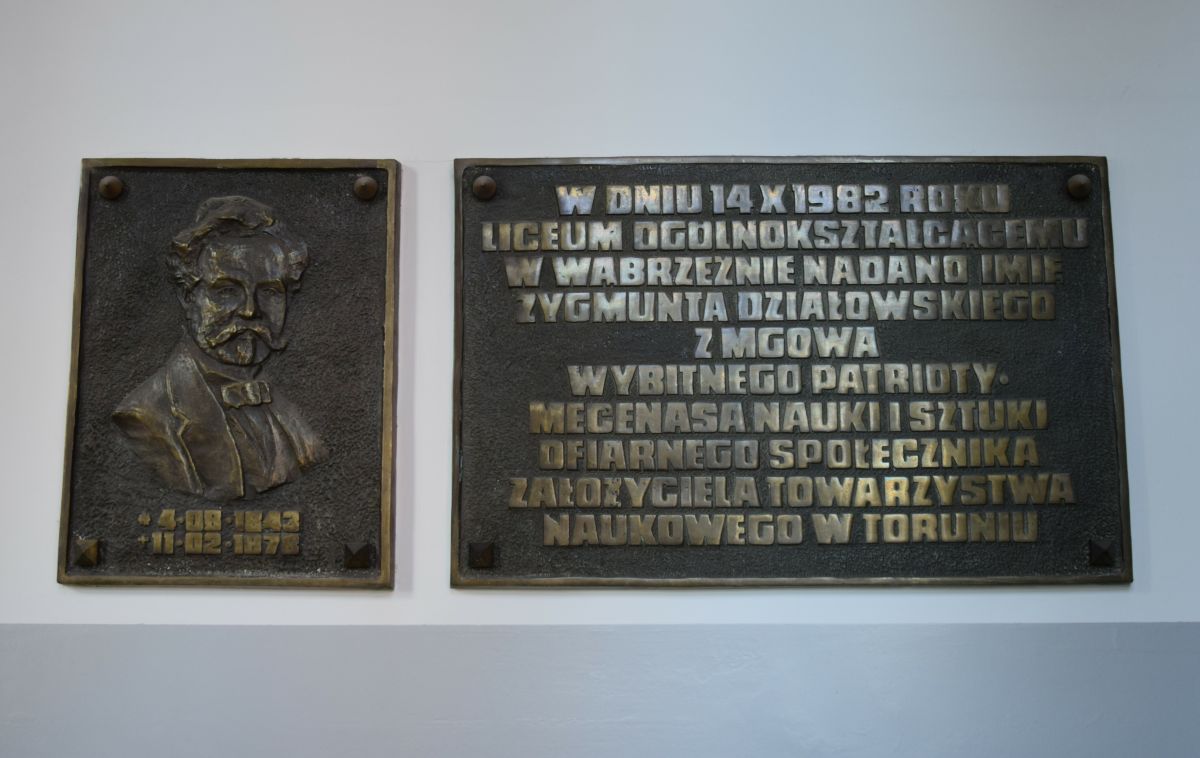 * 4·08·1843
+ 11·02·1878
W DNIU 14 X 1982 ROKU
LICEUM OGÓLNOKSZTAŁCĄCEMU
W WĄBRZEŹNIE NADANO IMIĘ
ZYGMUNTA DZIAŁOWSKIEGO
Z MGOWA
WYBITNEGO PATRIOTY·
MECENASA NAUKI I SZTUKI
OFIARNEGO SPOŁECZNIKA
ZAŁOŻYCIELA TOWARZYSTWA
NAUKOWEGO W TORUNIU